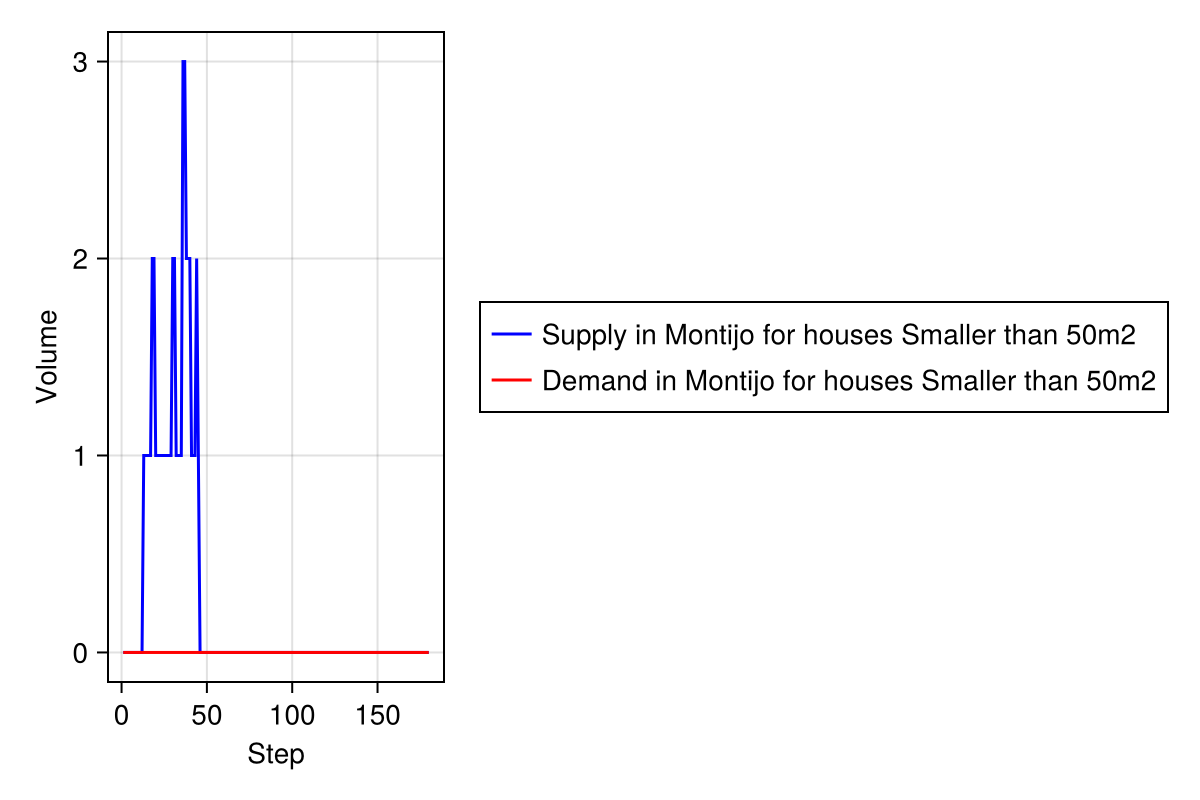 3
2
1
0
Volume
0 50 100 150
Step
Supply in Montijo for houses Smaller than 50m2
Demand in Montijo for houses Smaller than 50m2